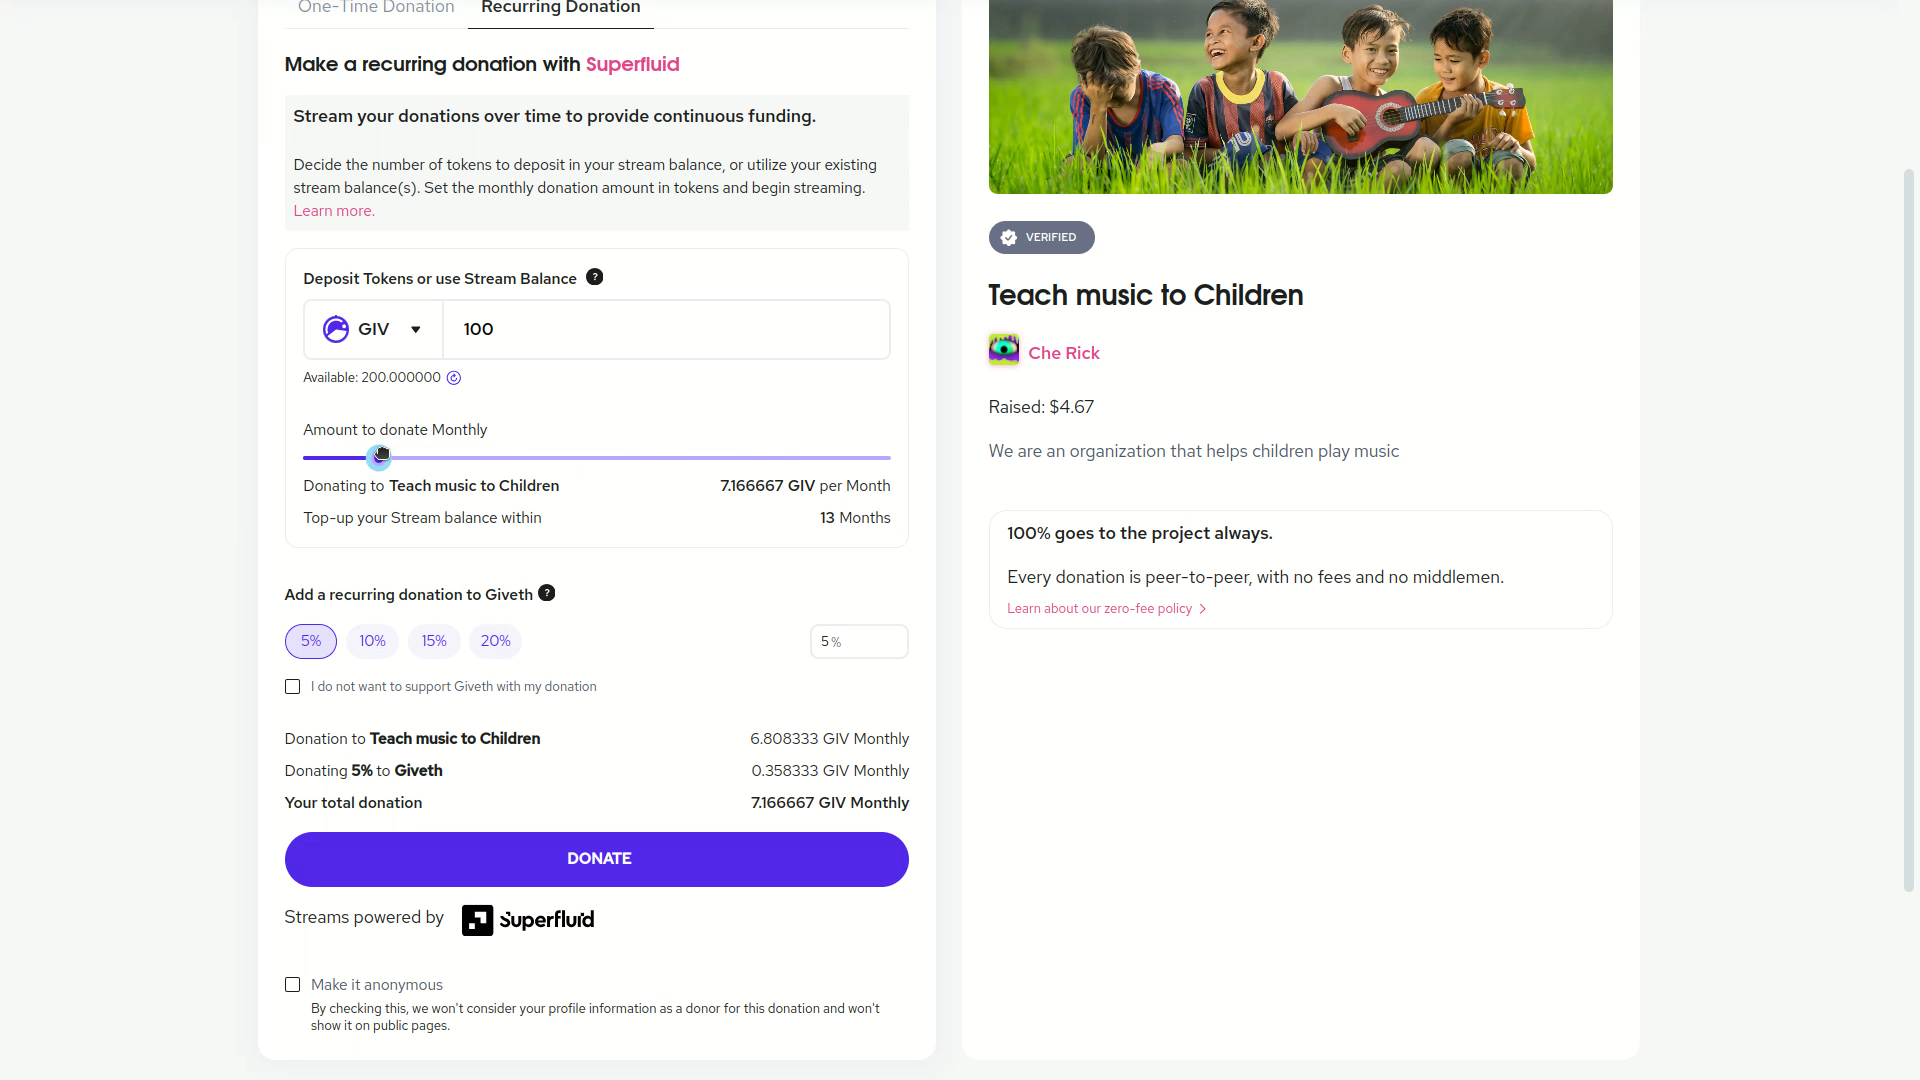 One-Time Donation
Recurring Donation
Make a recurring donation with Superfluid
Stream your donations over time to provide continuous funding.
Decide the number of tokens to deposit in your stream balance, or utilize your existing
stream balance(s). Set the monthly donation amount in tokens and begin streaming.
Learn more.
Deposit Tokens or use Stream Balance ?
GIV 100
Available: 200.000000
Amount to donate Monthly
Donating to Teach music to Children 7.166667 GIV per Month
Top-up your Stream balance within 13 Months
Add a recurring donation to Giveth ?
5% 10% 15% 20% 5 %
I do not want to support Giveth with my donation
Donation to Teach music to Children 6.808333 GIV Monthly
Donating 5% to Giveth 0.358333 GIV Monthly
Your total donation 7.166667 GIV Monthly
DONATE
Streams powered by Superfluid
Make it anonymous
By checking this, we won't consider your profile information as a donor for this donation and won't
show it on public pages.
VERIFIED
Teach music to Children
Che Rick
Raised: $4.67
We are an organization that helps children play music
100% goes to the project always.
Every donation is peer-to-peer, with no fees and no middlemen.
Learn about our zero-fee policy